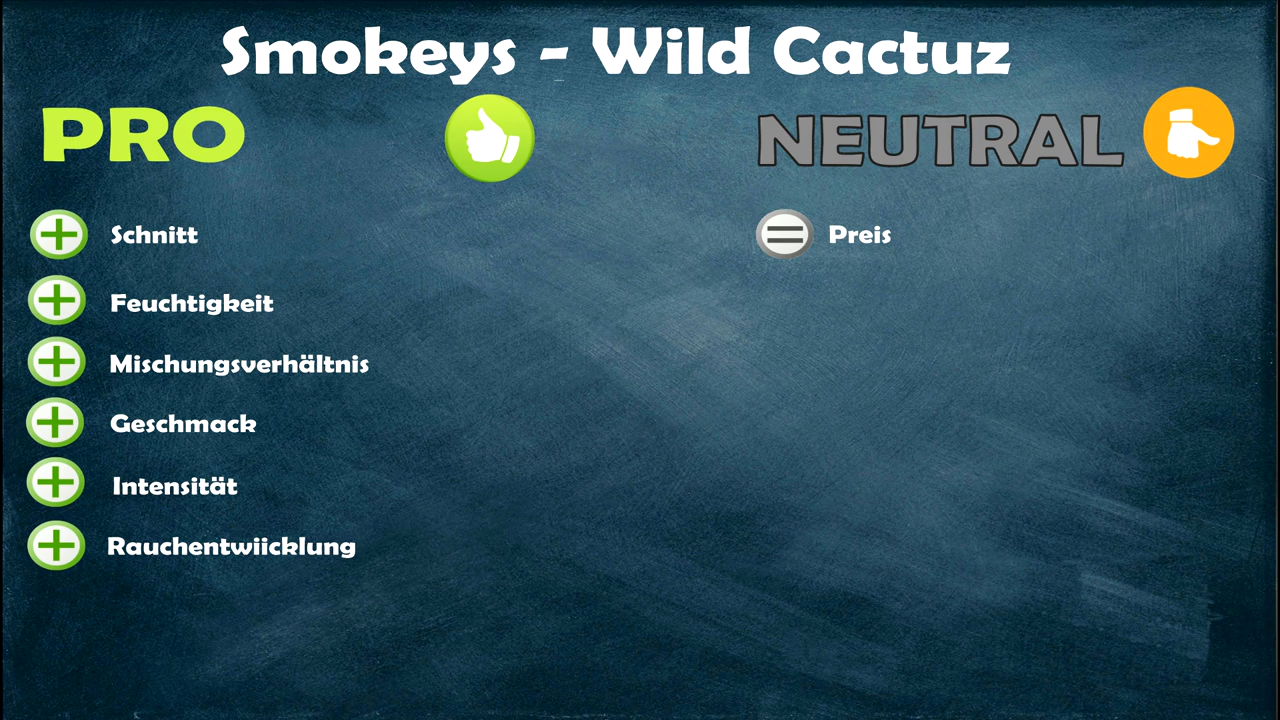 Smokeys - Wild Cactuz
PRO
NEUTRAL
Schnitt
Preis
Feuchtigkeit
Mischungsverhältnis
Geschmack
Intensität
Rauchentwiicklung